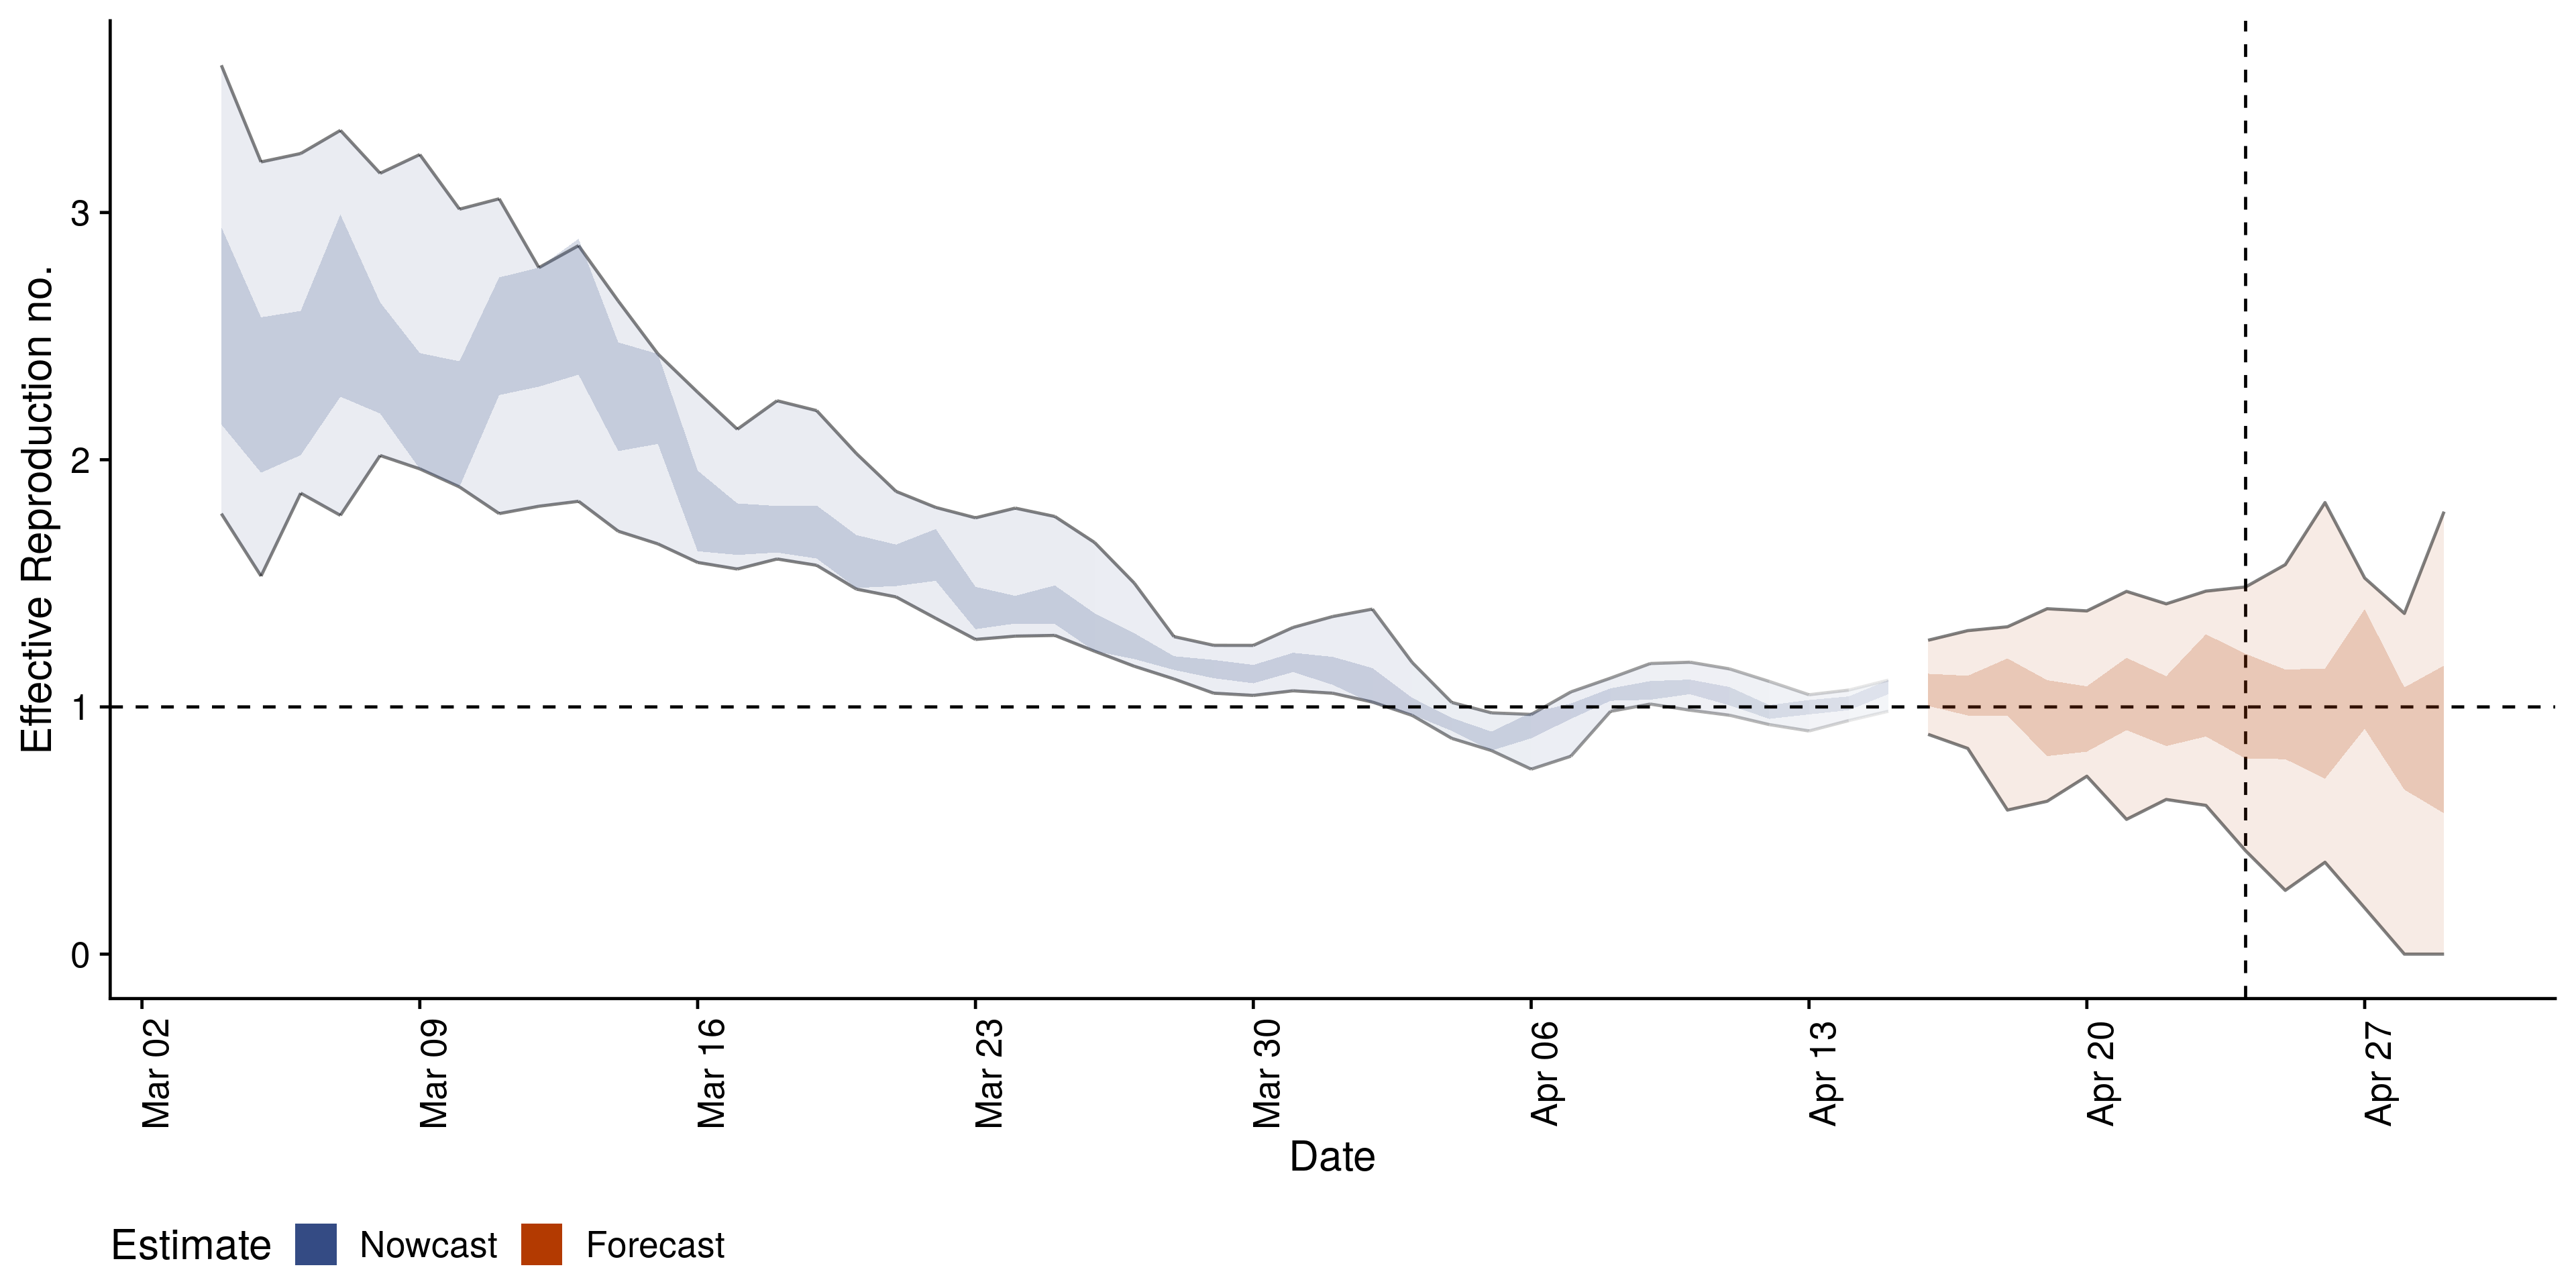 Effective Reproduction no.
3
2
1
0
Mar 02
Mar 09
Mar 16
Mar 23
Mar 30
Apr 06
Apr 13
Apr 20
Apr 27
Date
Estimate Nowcast Forecast